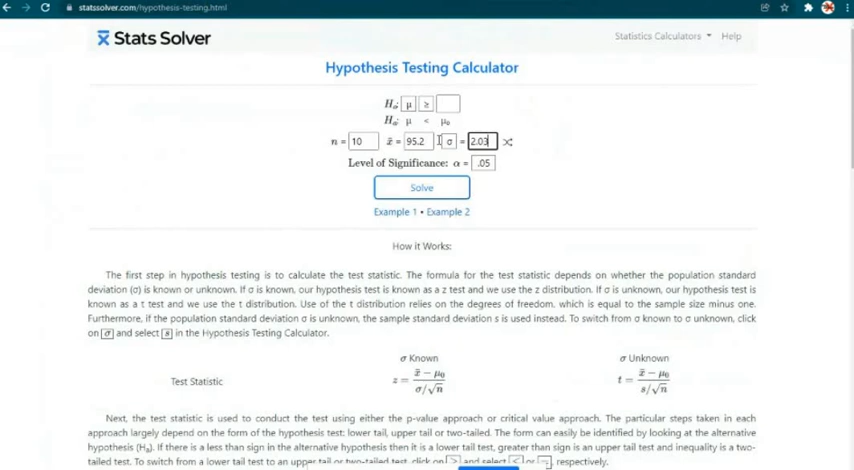 statssolver.com/hypothesis-testing.html
x̄ Stats Solver
Statistics Calculators
Help
Hypothesis Testing Calculator
Hₒ: μ ≥
Hₐ: μ < μ₀
n = 10 x̄ = 95.2 σ = 2.03
Level of Significance: α = .05
Solve
Example 1 • Example 2
How it Works:
The first step in hypothesis testing is to calculate the test statistic. The formula for the test statistic depends on whether the population standard
deviation (σ) is known or unknown. If σ is known, our hypothesis test is known as a z test and we use the z distribution. If σ is unknown, our hypothesis test is
known as a t test and we use the t distribution. Use of the t distribution relies on the degrees of freedom, which is equal to the sample size minus one.
Furthermore, if the population standard deviation σ is unknown, the sample standard deviation s is used instead. To switch from σ known to σ unknown, click
on σ and select s in the Hypothesis Testing Calculator.
σ Known
σ Unknown
Test Statistic
z = (x̄ − μ₀) / (σ/√n)
t = (x̄ − μ₀) / (s/√n)
Next, the test statistic is used to conduct the test using either the p-value approach or critical value approach. The particular steps taken in each
approach largely depend on the form of the hypothesis test: lower tail, upper tail or two-tailed. The form can easily be identified by looking at the alternative
hypothesis (Hₐ). If there is a less than sign in the alternative hypothesis then it is a lower tail test, greater than sign is an upper tail test and inequality is a two-
tailed test. To switch from a lower tail test to an upper tail or two-tailed test, click on ≥ and select ≤ or =, respectively.